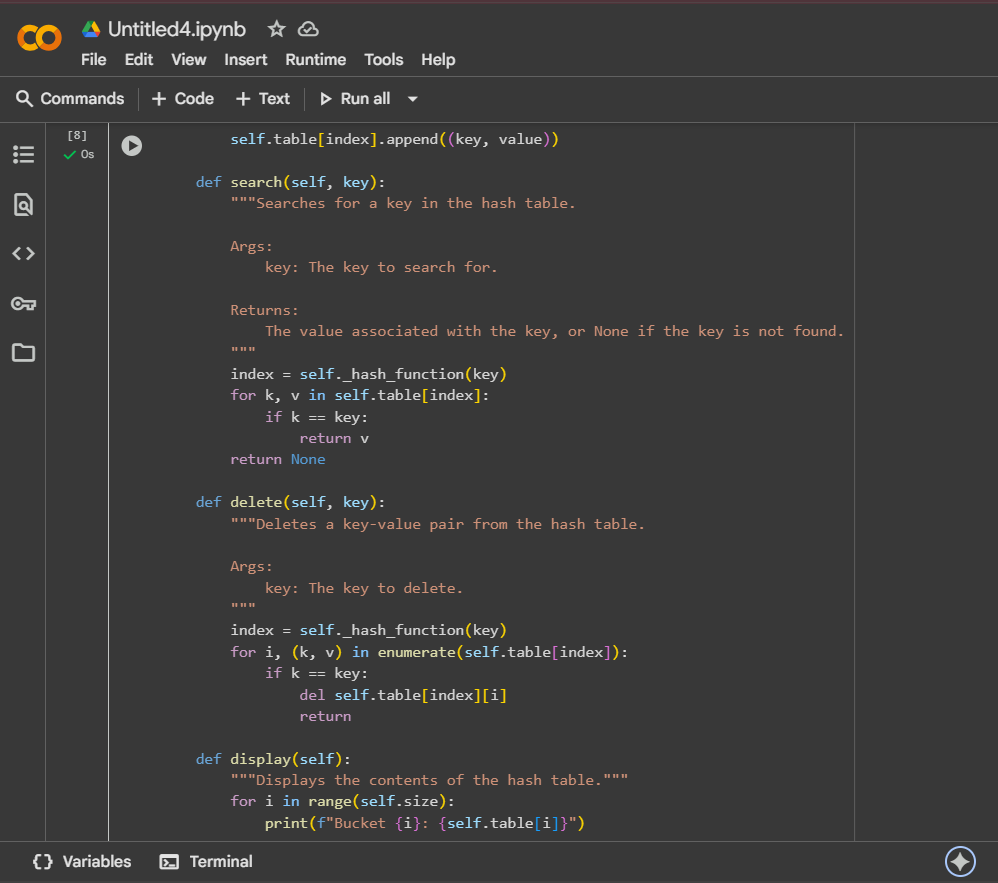 Untitled4.ipynb
File Edit View Insert Runtime Tools Help
Commands + Code + Text Run all
[8]
0s
self.table[index].append((key, value))
def search(self, key):
"""Searches for a key in the hash table.
Args:
key: The key to search for.
Returns:
The value associated with the key, or None if the key is not found.
"""
index = self._hash_function(key)
for k, v in self.table[index]:
if k == key:
return v
return None
def delete(self, key):
"""Deletes a key-value pair from the hash table.
Args:
key: The key to delete.
"""
index = self._hash_function(key)
for i, (k, v) in enumerate(self.table[index]):
if k == key:
del self.table[index][i]
return
def display(self):
"""Displays the contents of the hash table."""
for i in range(self.size):
print(f"Bucket {i}: {self.table[i]}")
{} Variables Terminal